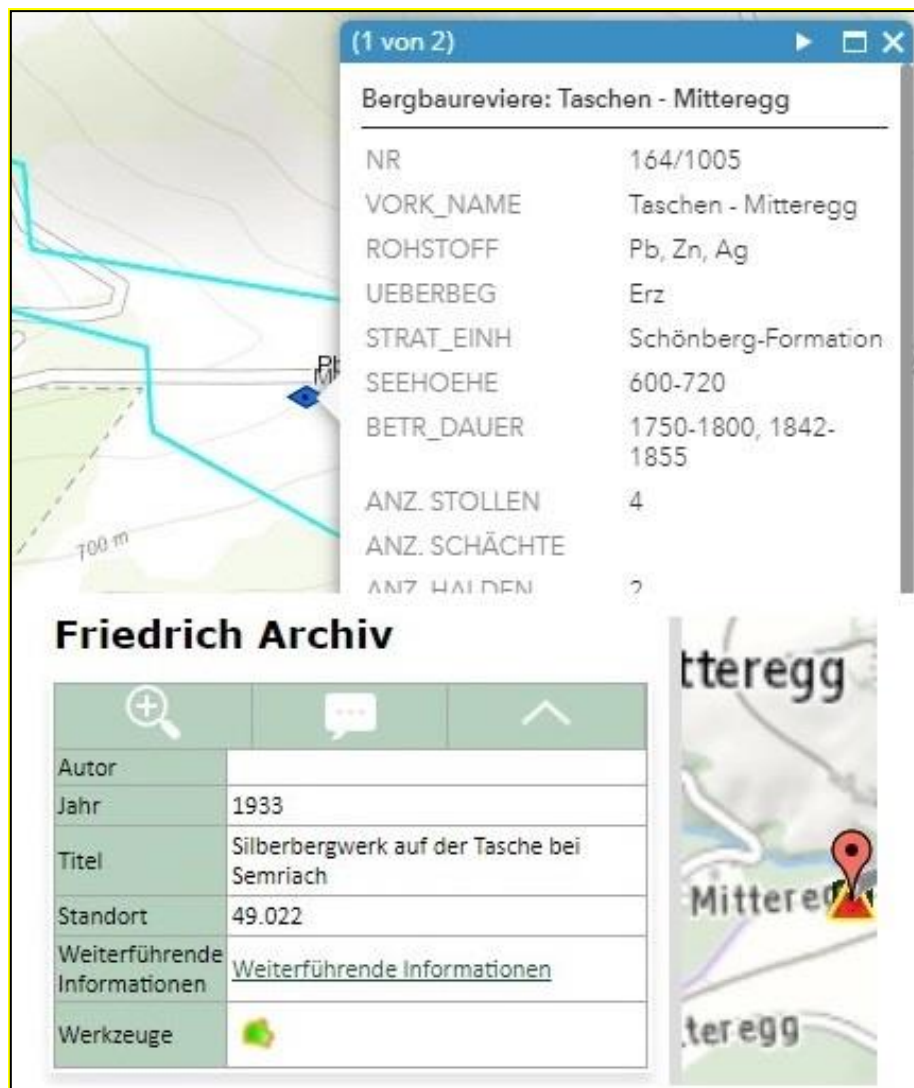 (1 von 2)
Bergbaureviere: Taschen - Mitteregg
NR 164/1005
VORK_NAME Taschen - Mitteregg
ROHSTOFF Pb, Zn, Ag
UEBERBEG Erz
STRAT_EINH Schönberg-Formation
SEEHOEHE 600-720
BETR_DAUER 1750-1800, 1842-
1855
ANZ. STOLLEN 4
ANZ. SCHÄCHTE
ANZ. HALDEN 2
700 m
Friedrich Archiv
Autor
Jahr 1933
Titel Silberbergwerk auf der Tasche bei
Semriach
Standort 49.022
Weiterführende
Informationen Weiterführende Informationen
Werkzeuge
tteregg
Mittere
teregg